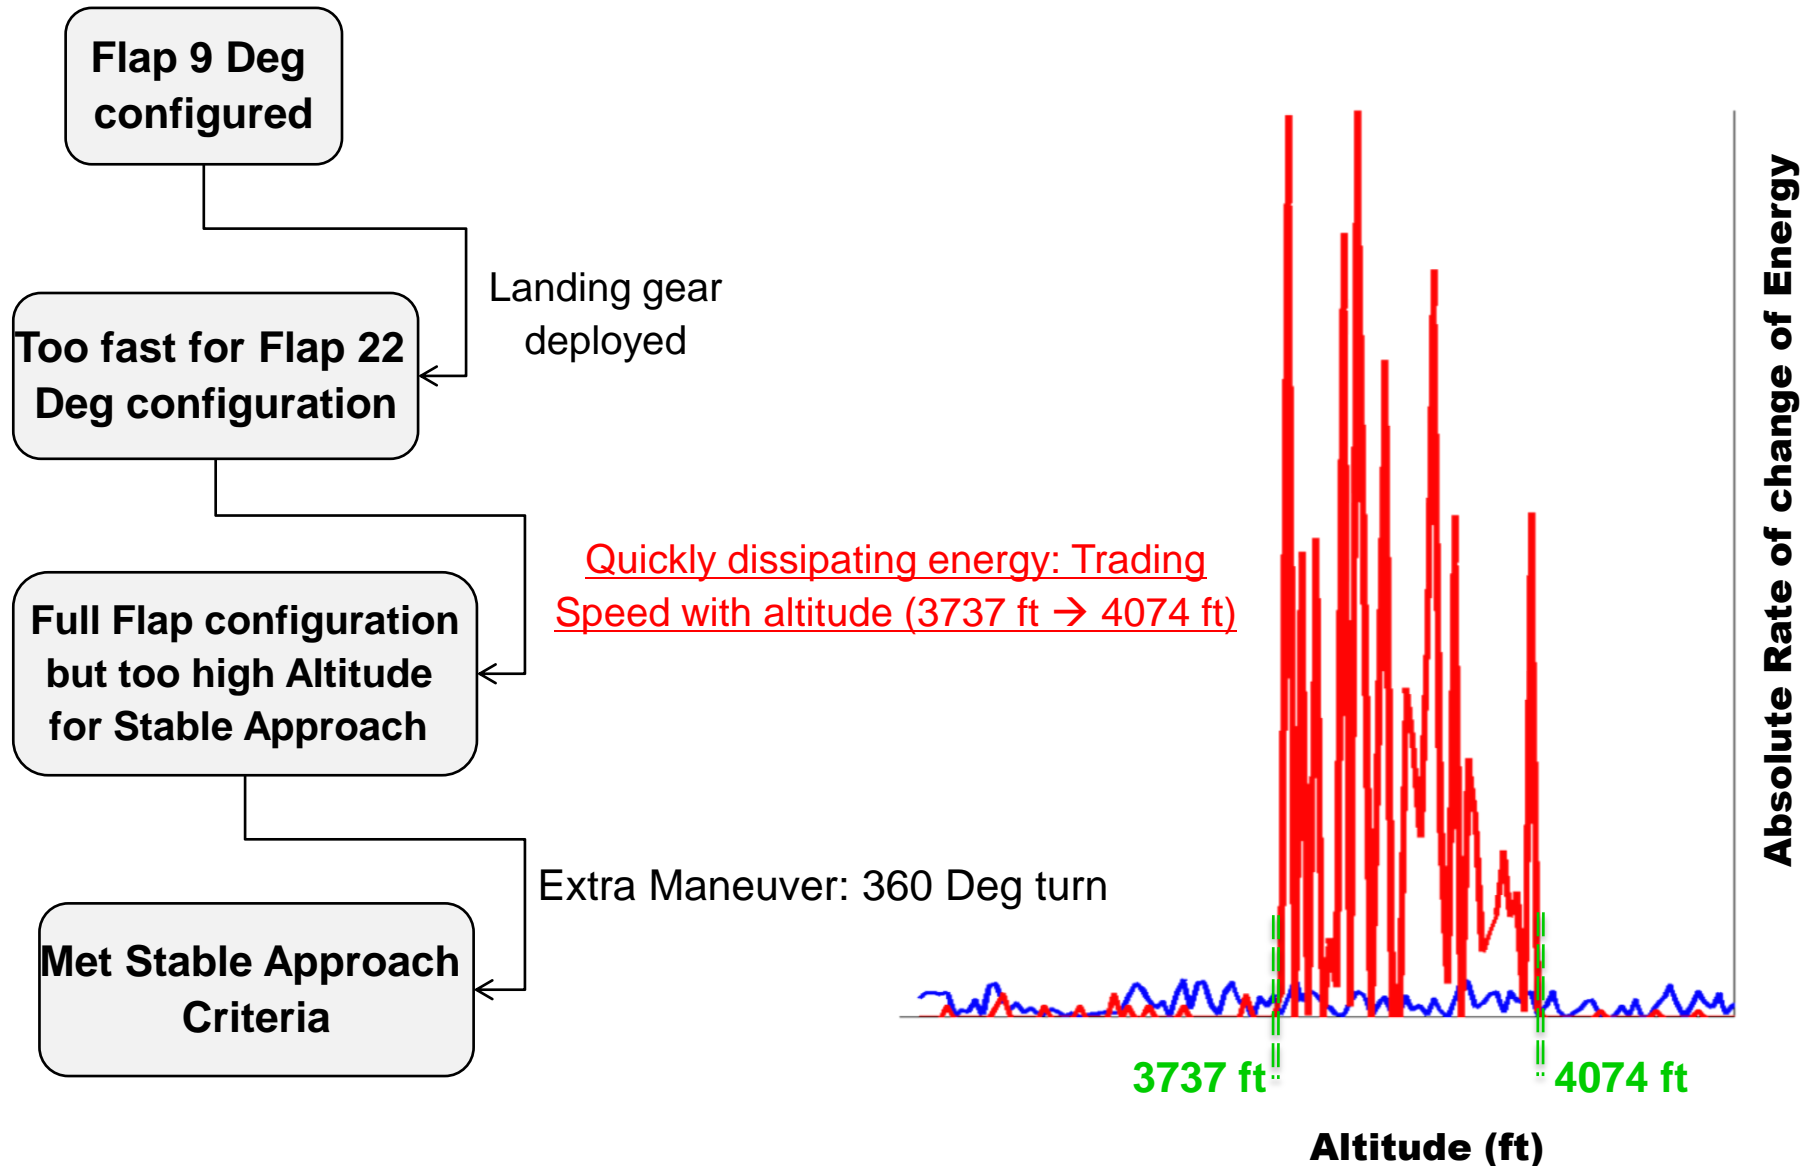 Flap 9 Deg
configured
Landing gear
deployed
Too fast for Flap 22
Deg configuration
Quickly dissipating energy: Trading
Speed with altitude (3737 ft → 4074 ft)
Full Flap configuration
but too high Altitude
for Stable Approach
Extra Maneuver: 360 Deg turn
Met Stable Approach
Criteria
Absolute Rate of change of Energy
3737 ft
4074 ft
Altitude (ft)